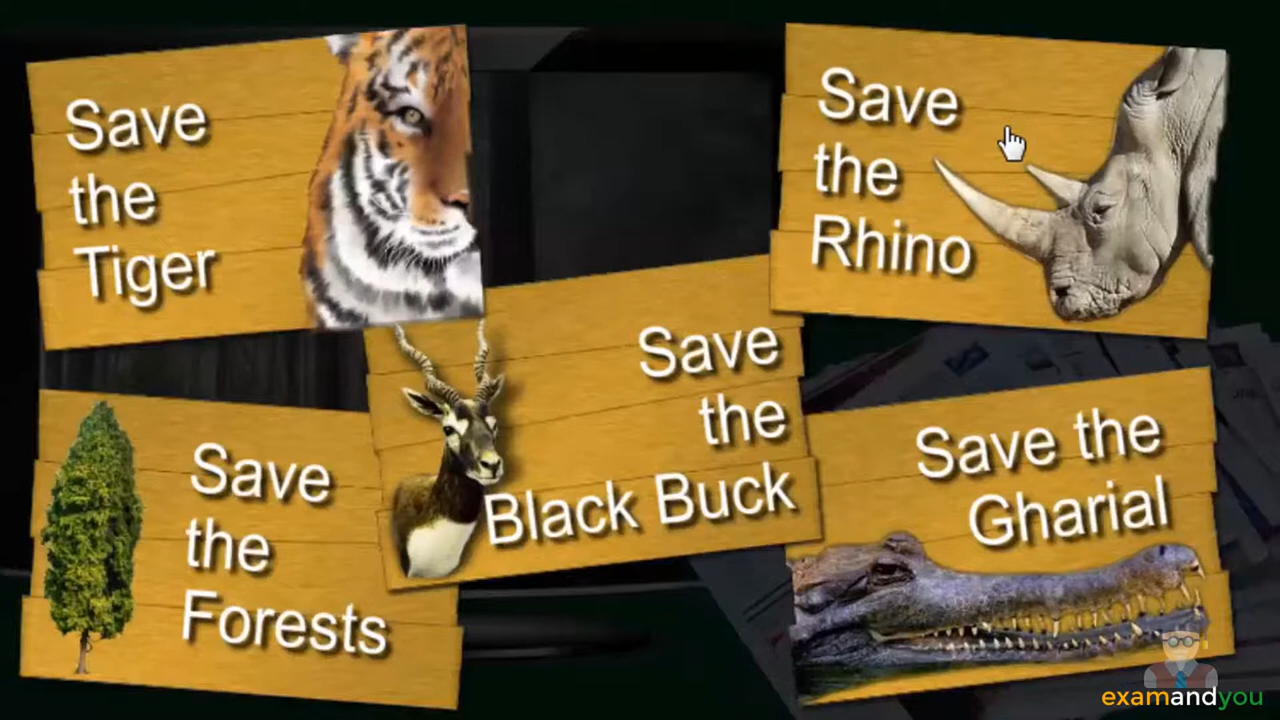 Save
the
Tiger
Save
the
Rhino
Save
the
Black Buck
Save
the
Forests
Save the
Gharial
examandyou